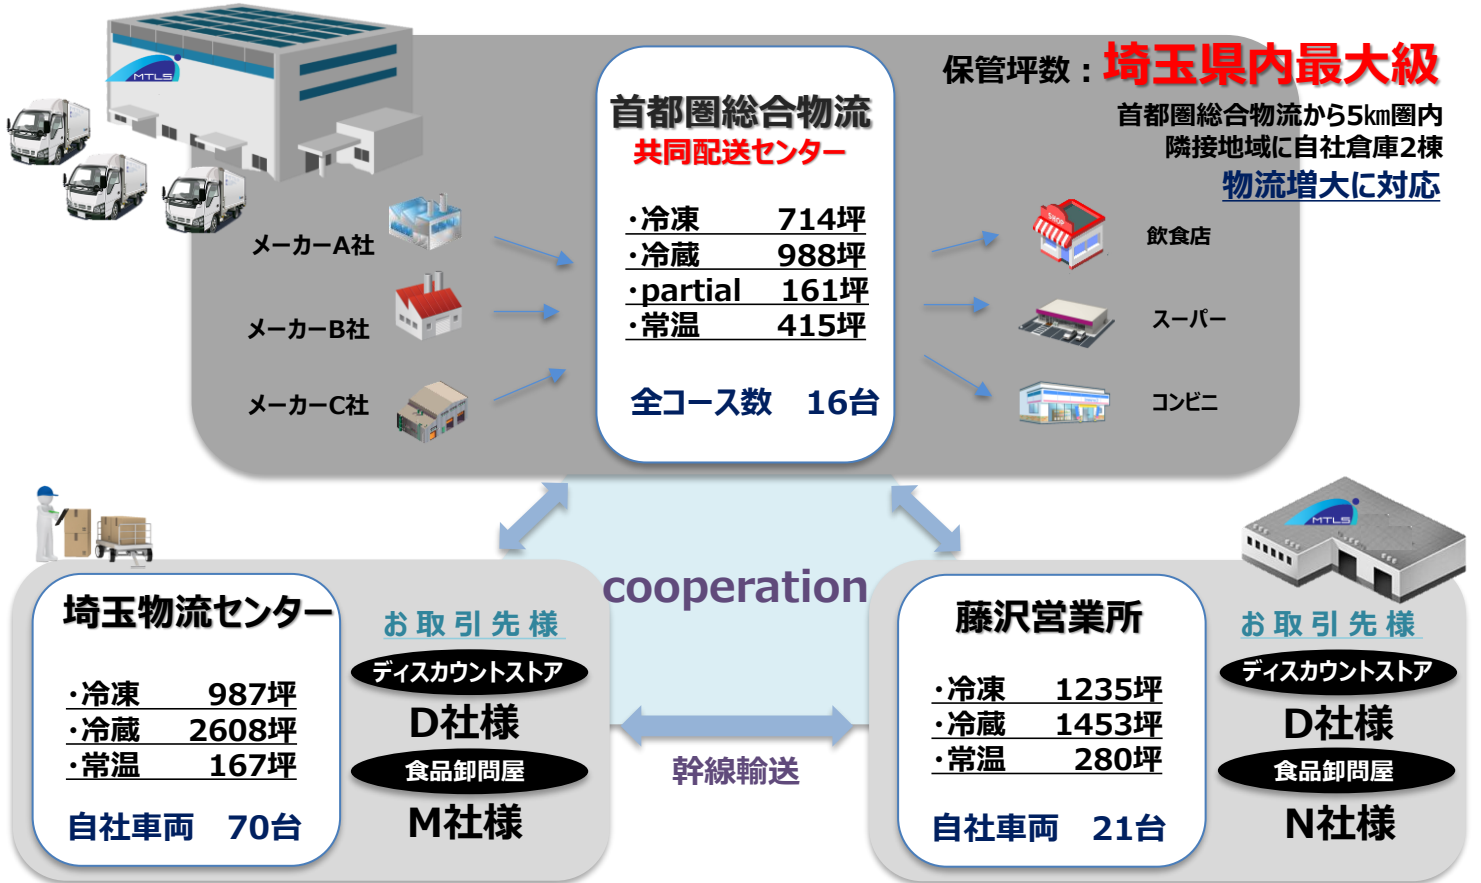 MTLS
保管坪数：埼玉県内最大級
首都圏総合物流から5㎞圏内
隣接地域に自社倉庫2棟
物流増大に対応
首都圏総合物流
共同配送センター
・冷凍 714坪
・冷蔵 988坪
・partial 161坪
・常温 415坪
全コース数 16台
メーカーA社
メーカーB社
メーカーC社
SHOP
飲食店
スーパー
コンビニ
cooperation
幹線輸送
埼玉物流センター
・冷凍 987坪
・冷蔵 2608坪
・常温 167坪
自社車両 70台
お取引先様
ディスカウントストア
D社様
食品卸問屋
M社様
MTLS
藤沢営業所
・冷凍 1235坪
・冷蔵 1453坪
・常温 280坪
自社車両 21台
お取引先様
ディスカウントストア
D社様
食品卸問屋
N社様